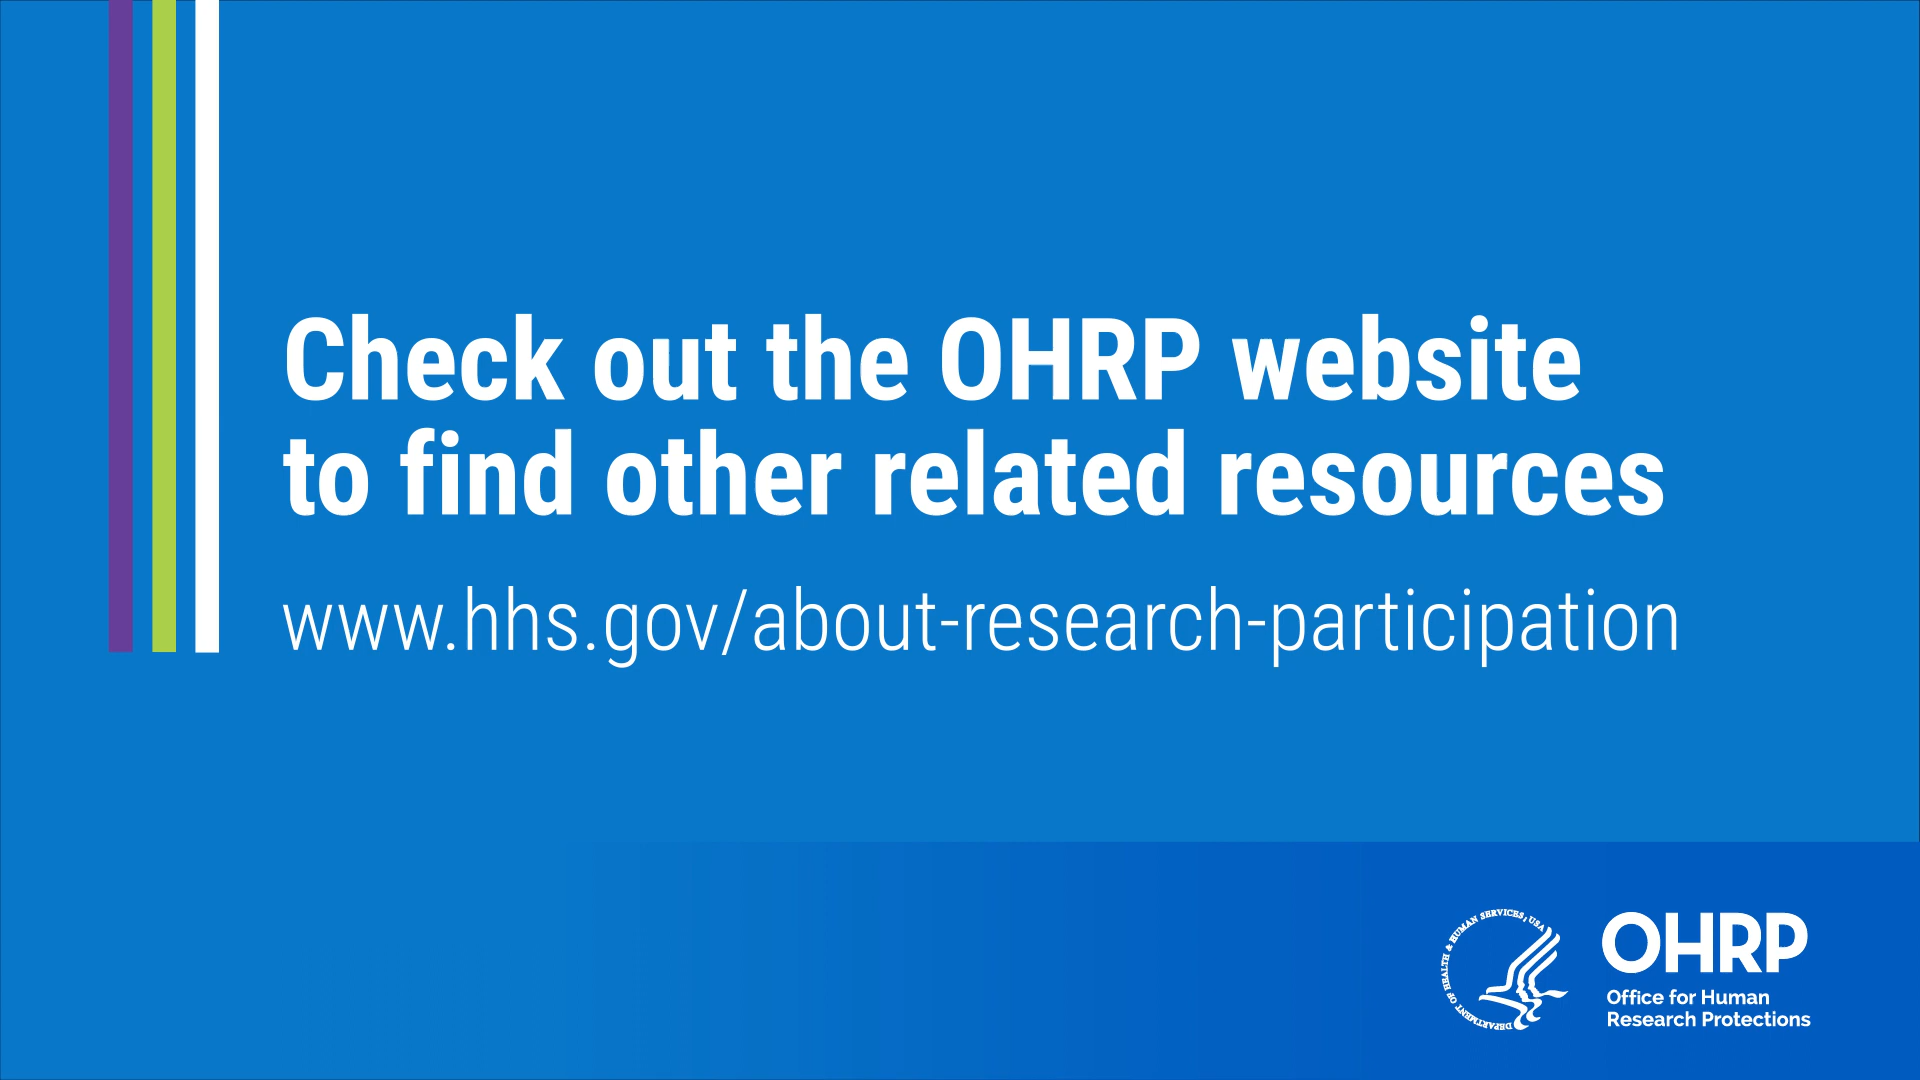 Check out the OHRP website
to find other related resources
www.hhs.gov/about-research-participation
DEPARTMENT OF HEALTH & HUMAN SERVICES, USA
OHRP
Office for Human
Research Protections